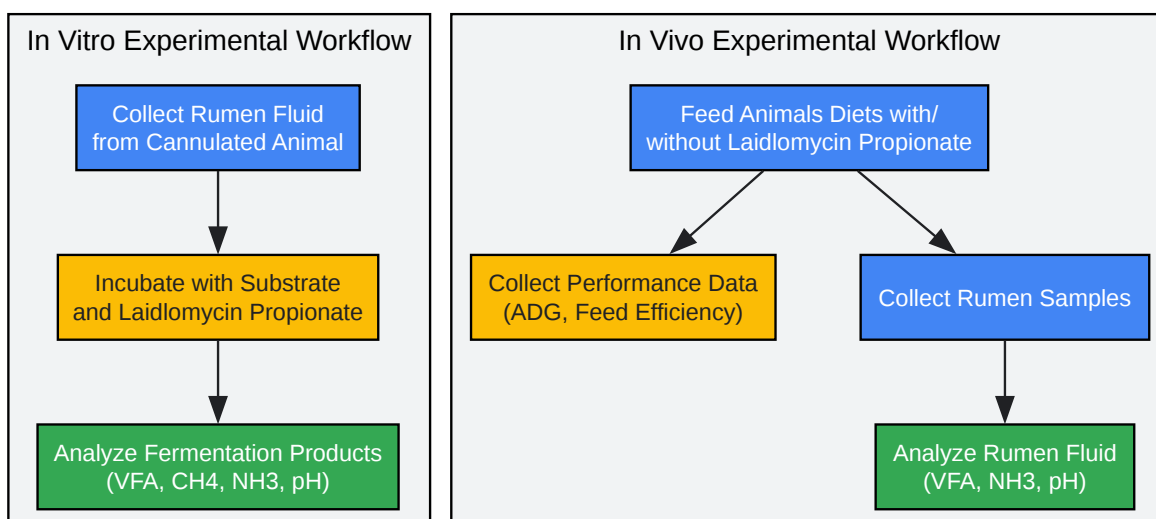 In Vitro Experimental Workflow
Collect Rumen Fluid
from Cannulated Animal
Incubate with Substrate
and Laidlomycin Propionate
Analyze Fermentation Products
(VFA, CH4, NH3, pH)
In Vivo Experimental Workflow
Feed Animals Diets with/
without Laidlomycin Propionate
Collect Performance Data
(ADG, Feed Efficiency)
Collect Rumen Samples
Analyze Rumen Fluid
(VFA, NH3, pH)